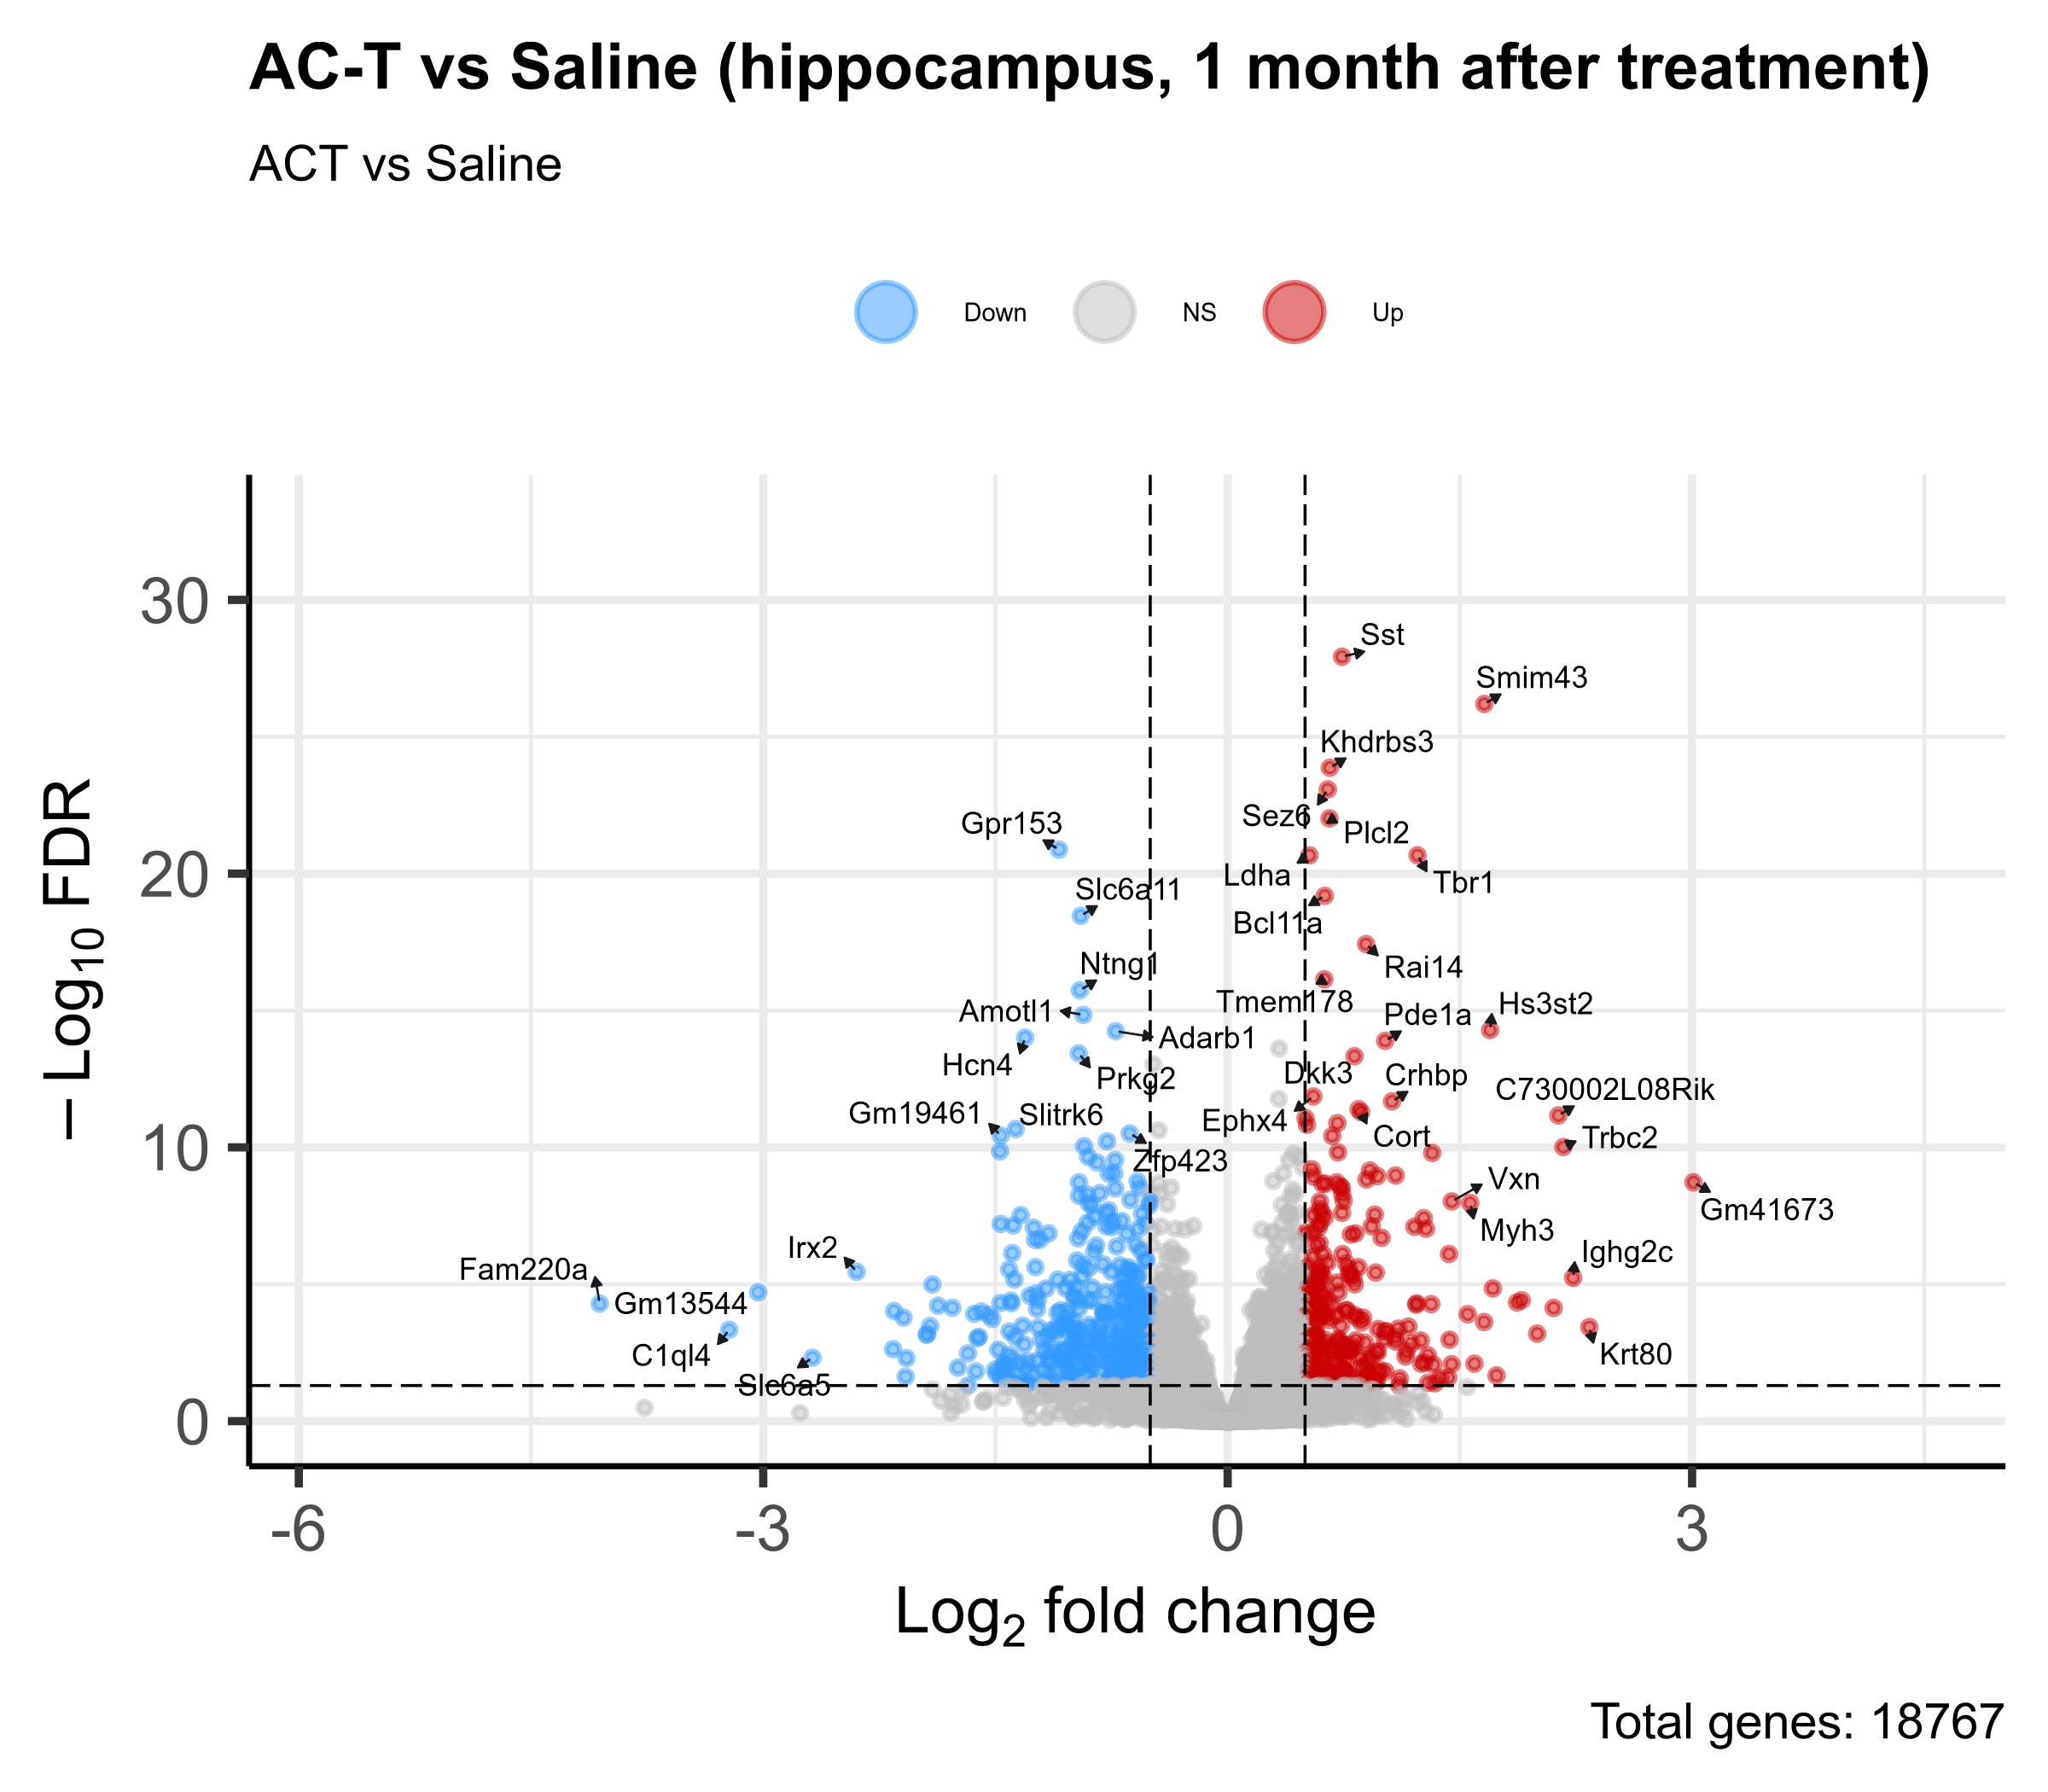 AC-T vs Saline (hippocampus, 1 month after treatment)
ACT vs Saline
Down
NS
Up
− Log10 FDR
30
20
10
0
Sst
Smim43
Khdrbs3
Sez6
Plcl2
Gpr153
Ldha
Tbr1
Slc6a11
Bcl11a
Ntng1
Rai14
Amotl1
Tmem178
Hs3st2
Pde1a
Adarb1
Hcn4
Prkg2
Dkk3
Crhbp
C730002L08Rik
Gm19461
Slitrk6
Ephx4
Cort
Trbc2
Zfp423
Vxn
Gm41673
Myh3
Irx2
Ighg2c
Fam220a
Gm13544
C1ql4
Krt80
Slc6a5
-6
-3
0
3
Log2 fold change
Total genes: 18767